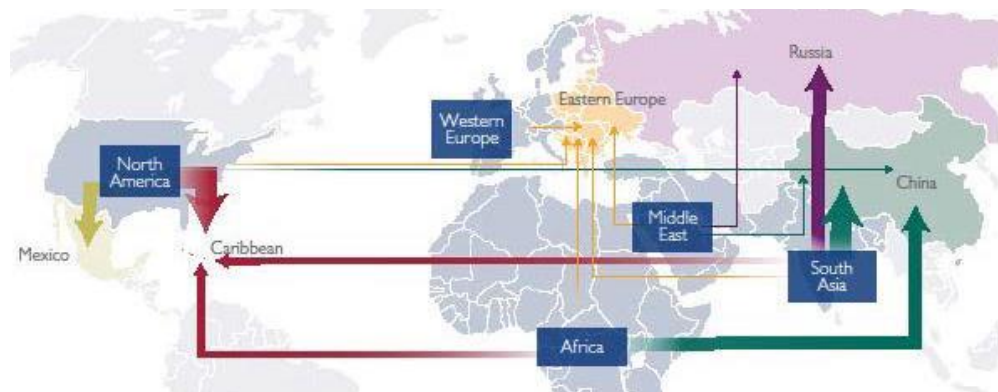 Russia
Eastern Europe
Western
Europe
North
America
China
Middle
East
Mexico
Caribbean
South
Asia
Africa